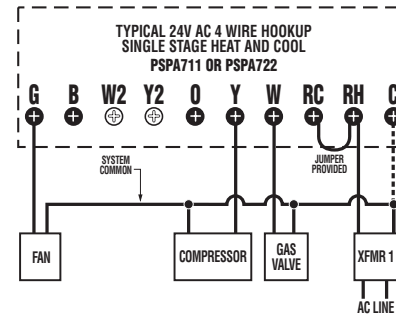 TYPICAL 24V AC 4 WIRE HOOKUP
SINGLE STAGE HEAT AND COOL
PSPA711 OR PSPA722
G B W2 Y2 O Y W RC RH C
SYSTEM
COMMON
JUMPER
PROVIDED
FAN
COMPRESSOR
GAS
VALVE
XFMR 1
AC LINE